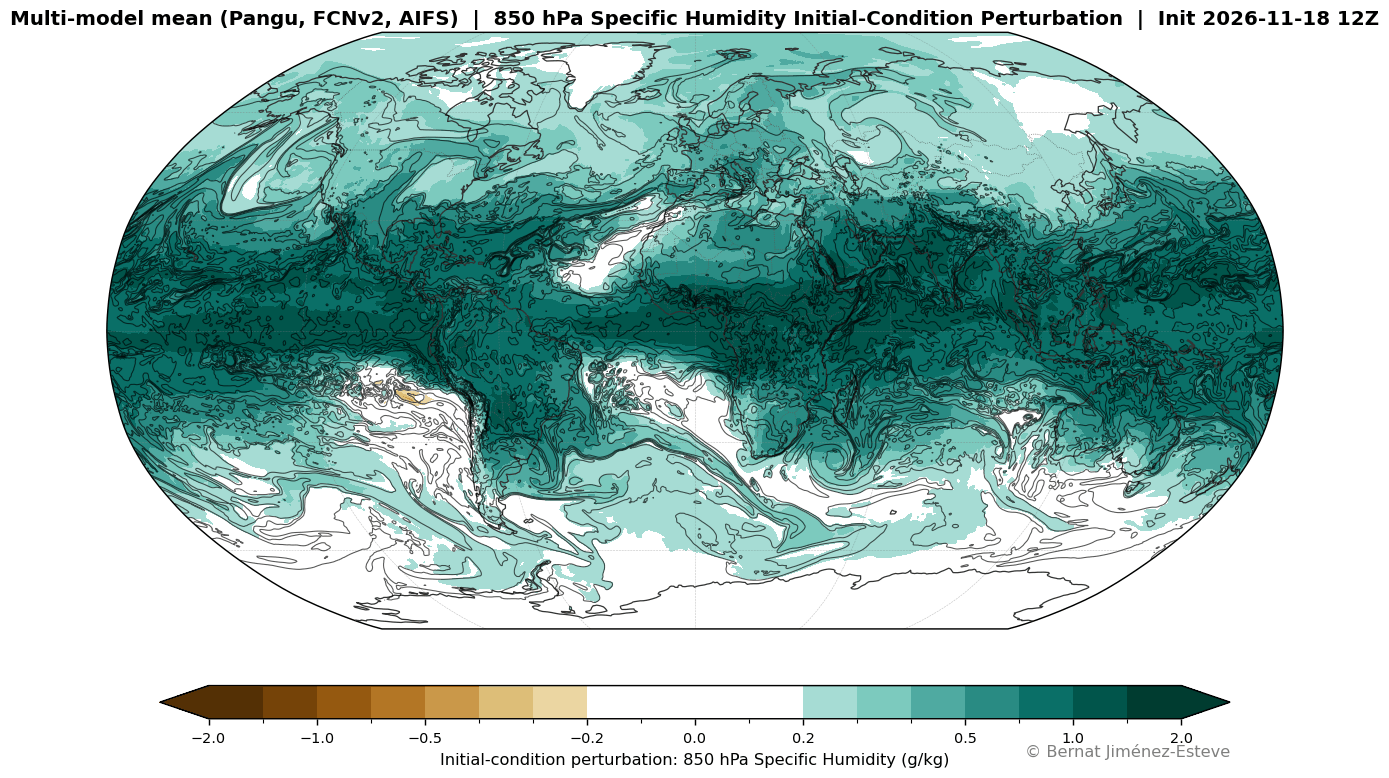 Multi-model mean (Pangu, FCNv2, AIFS)  |  850 hPa Specific Humidity Initial-Condition Perturbation  |  Init 2026-11-18 12Z
−2.0 −1.0 −0.5 −0.2 0.0 0.2 0.5 1.0 2.0
Initial-condition perturbation: 850 hPa Specific Humidity (g/kg)
© Bernat Jiménez-Esteve